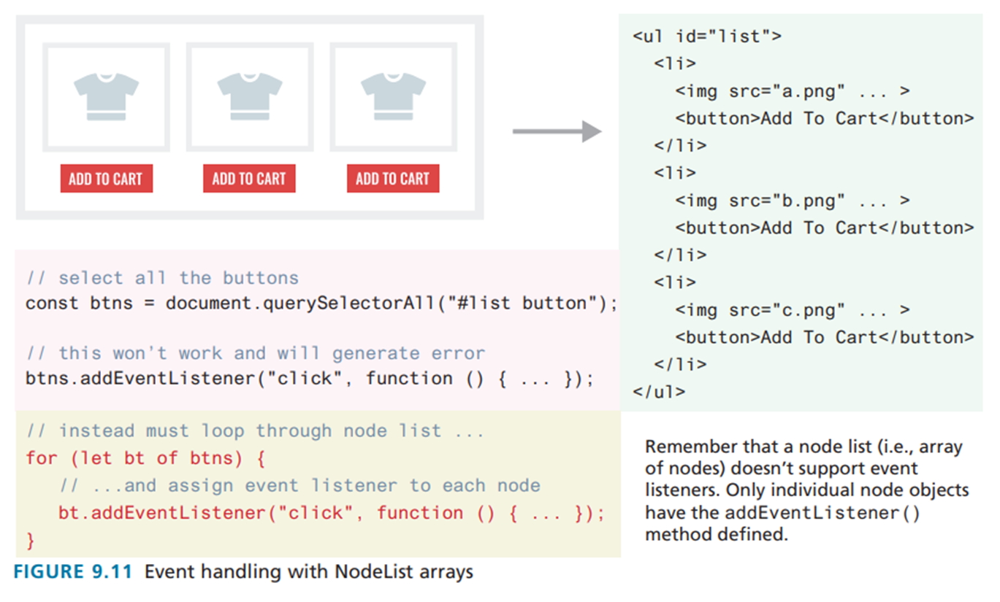 ADD TO CART
ADD TO CART
ADD TO CART
<ul id="list">
  <li>
    <img src="a.png" ... >
    <button>Add To Cart</button>
  </li>
  <li>
    <img src="b.png" ... >
    <button>Add To Cart</button>
  </li>
  <li>
    <img src="c.png" ... >
    <button>Add To Cart</button>
  </li>
</ul>
// select all the buttons
const btns = document.querySelectorAll("#list button");
// this won't work and will generate error
btns.addEventListener("click", function () { ... });
// instead must loop through node list ...
for (let bt of btns) {
   // ...and assign event listener to each node
   bt.addEventListener("click", function () { ... });
}
Remember that a node list (i.e., array
of nodes) doesn't support event
listeners. Only individual node objects
have the addEventListener()
method defined.
FIGURE 9.11 Event handling with NodeList arrays